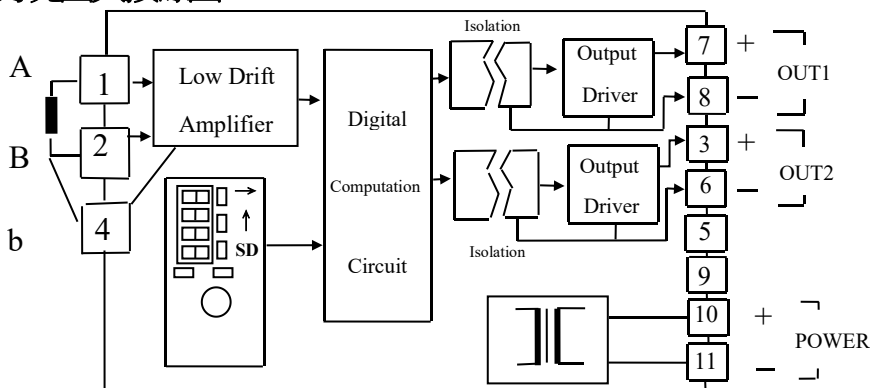 A
B
b
1
2
4
Low Drift
Amplifier
SD
Digital
Computation
Circuit
Isolation
Output
Driver
Isolation
Output
Driver
7
+
8
−
OUT1
3
+
6
−
OUT2
5
9
10
+
11
−
POWER